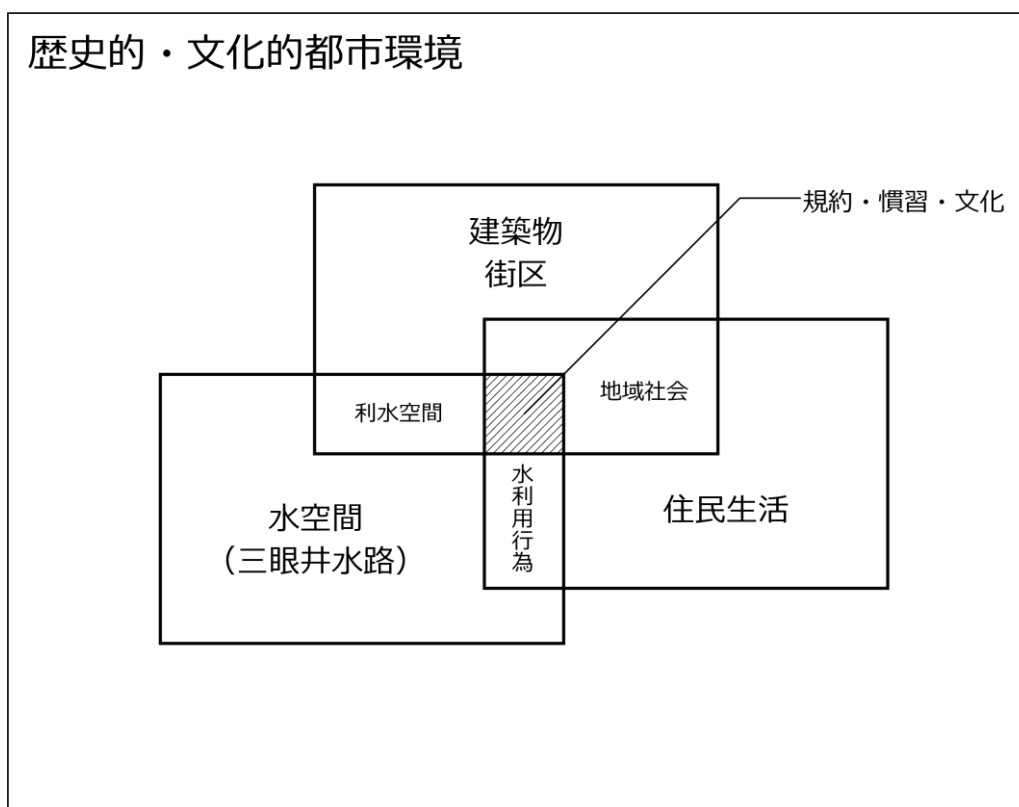 歴史的・文化的都市環境
建築物
街区
規約・慣習・文化
利水空間
地域社会
水利用行為
水空間
（三眼井水路）
住民生活